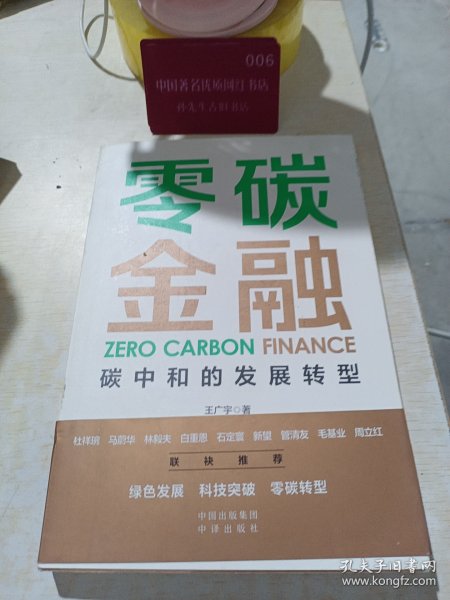 006
中国著名优质网红书店
孙先生古旧书店
零碳
金融
ZERO CARBON FINANCE
碳中和的发展转型
王广宇◎著
杜祥琬 马蔚华 林毅夫 白重恩 石定寰 靳堃 管清友 毛基业 周立红
联袂推荐
绿色发展 科技突破 零碳转型
中国出版集团
中译出版社
孔夫子旧书网
www.kongfz.com